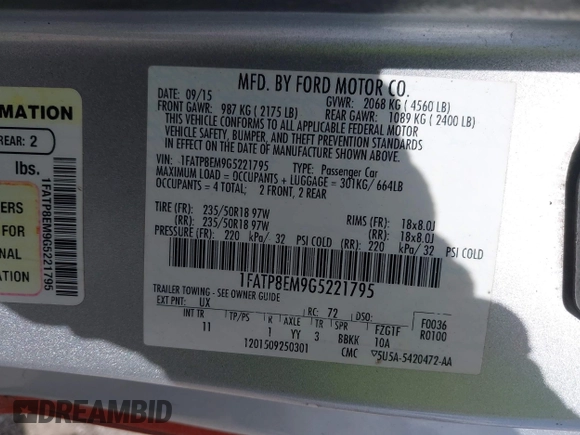 MFD. BY FORD MOTOR CO.
DATE: 09/15 GVWR: 2068 KG ( 4560 LB)
FRONT GAWR: 987 KG ( 2175 LB) REAR GAWR: 1089 KG ( 2400 LB)
THIS VEHICLE CONFORMS TO ALL APPLICABLE FEDERAL MOTOR
VEHICLE SAFETY, BUMPER, AND THEFT PREVENTION STANDARDS
IN EFFECT ON THE DATE OF MANUFACTURE SHOWN ABOVE.
VIN: 1FATP8EM9G5221795 TYPE: Passenger Car
MAXIMUM LOAD = OCCUPANTS + LUGGAGE = 301KG/ 664LB
OCCUPANTS = 4 TOTAL; 2 FRONT, 2 REAR
TIRE (FR): 235/50R18 97W RIMS (FR): 18x8.0J
(RR): 235/50R18 97W (RR): 18x8.0J
PRESSURE (FR): 220 kPa/ 32 PSI COLD (RR): 220 kPa/ 32 PSI COLD
1FATP8EM9G5221795
TRAILER TOWING - SEE OWNER GUIDE
EXT PNT: UX RC: 72 DSO: FZG1F F0036
INT TR TP/PS R AXLE TR SPR 10A R0100
11 1 YY 3 BBKK
1201509250301 CMC 5U5A-5420472-AA
RMATION
REAR: 2
lbs.
ERS
FOR
NAL
ATION
1FATP8EM9G5221795
DREAMBID